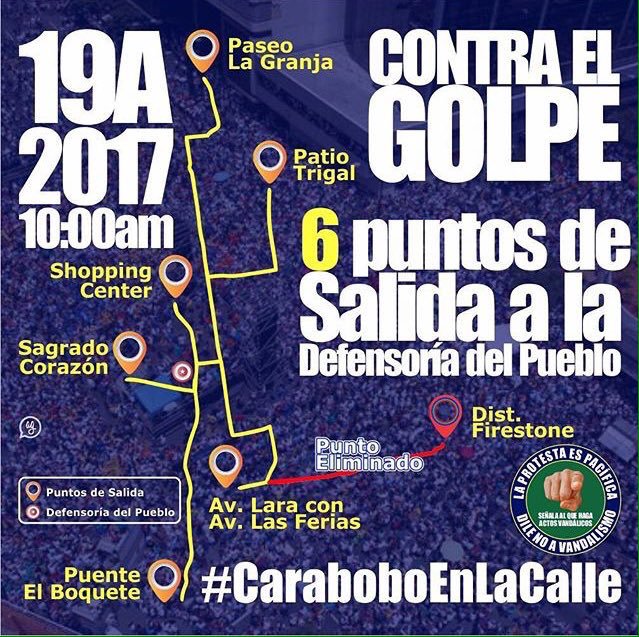 19A
2017
10:00am
CONTRA EL
GOLPE
6 puntos de
Salida a la
Defensoría del Pueblo
Paseo
La Granja
Patio
Trigal
Shopping
Center
Sagrado
Corazón
Dist.
Firestone
Punto
Eliminado
Av. Lara con
Av. Las Ferias
Puente
El Boquete
Puntos de Salida
Defensoría del Pueblo
LA PROTESTA ES PACÍFICA
SEÑALA AL QUE HAGA
ACTOS VANDÁLICOS
DILE NO A VANDALISMO
#CaraboboEnLaCalle